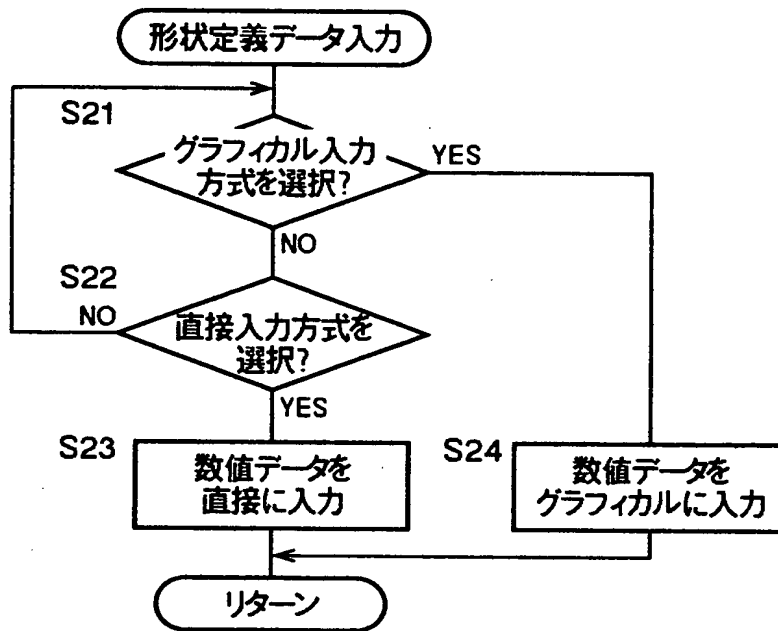 形状定義データ入力
S21
グラフィカル入力
方式を選択?
YES
NO
S22
NO
直接入力方式を
選択?
YES
S23
数値データを
直接に入力
S24
数値データを
グラフィカルに入力
リターン